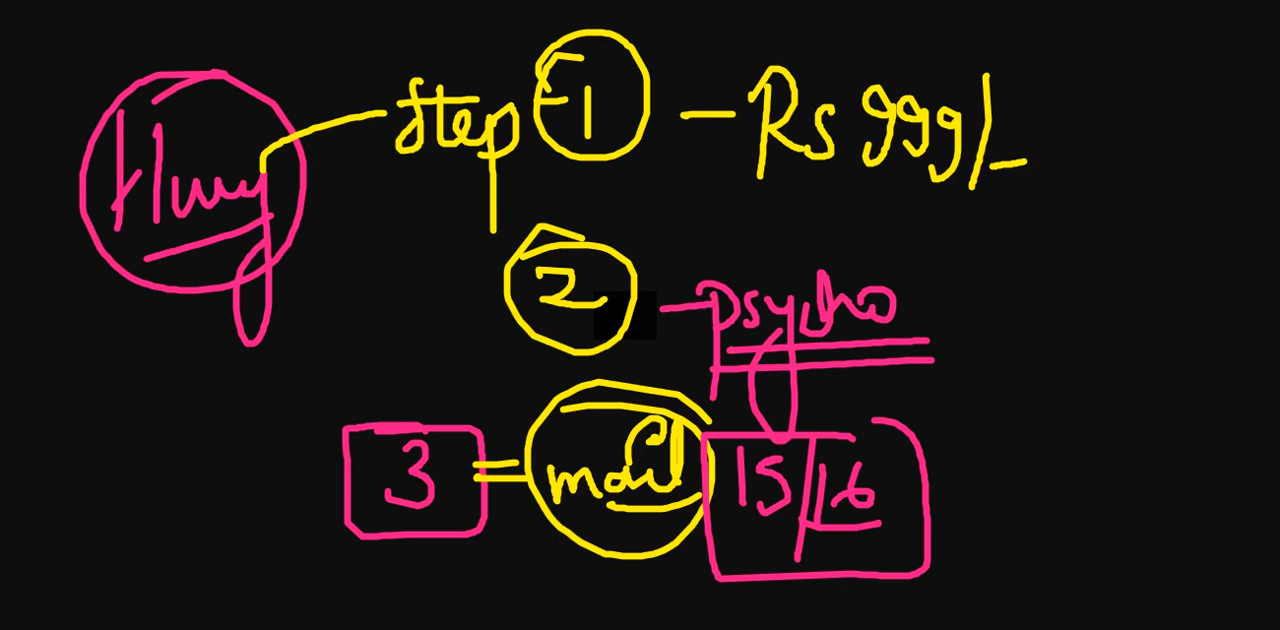 Hurry Step 1 - Rs 999/-
2 - psycho
3 = mail 15/16